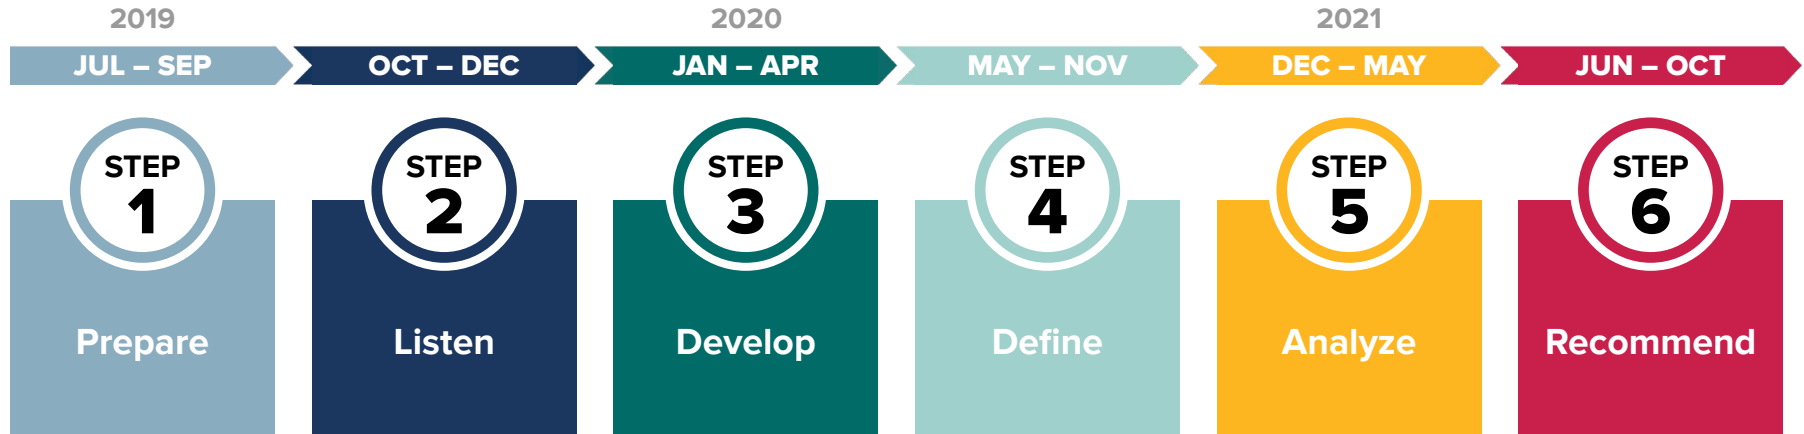 2019 2020 2021
JUL – SEP OCT – DEC JAN – APR MAY – NOV DEC – MAY JUN – OCT
STEP STEP STEP STEP STEP STEP
1 2 3 4 5 6
Prepare Listen Develop Define Analyze Recommend